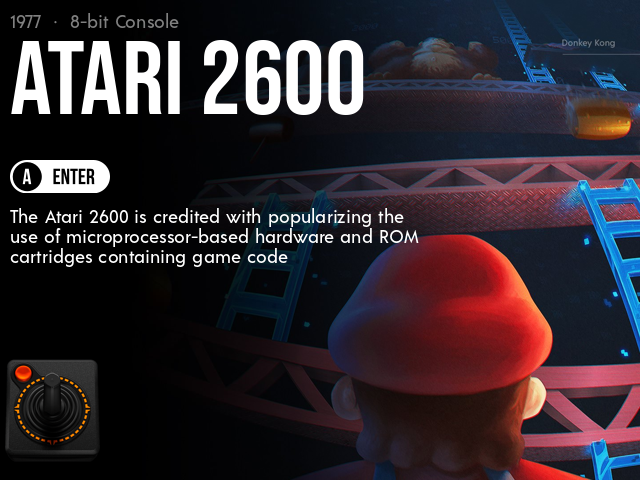 1977 · 8-bit Console
ATARI 2600
Donkey Kong
A ENTER
The Atari 2600 is credited with popularizing the
use of microprocessor-based hardware and ROM
cartridges containing game code